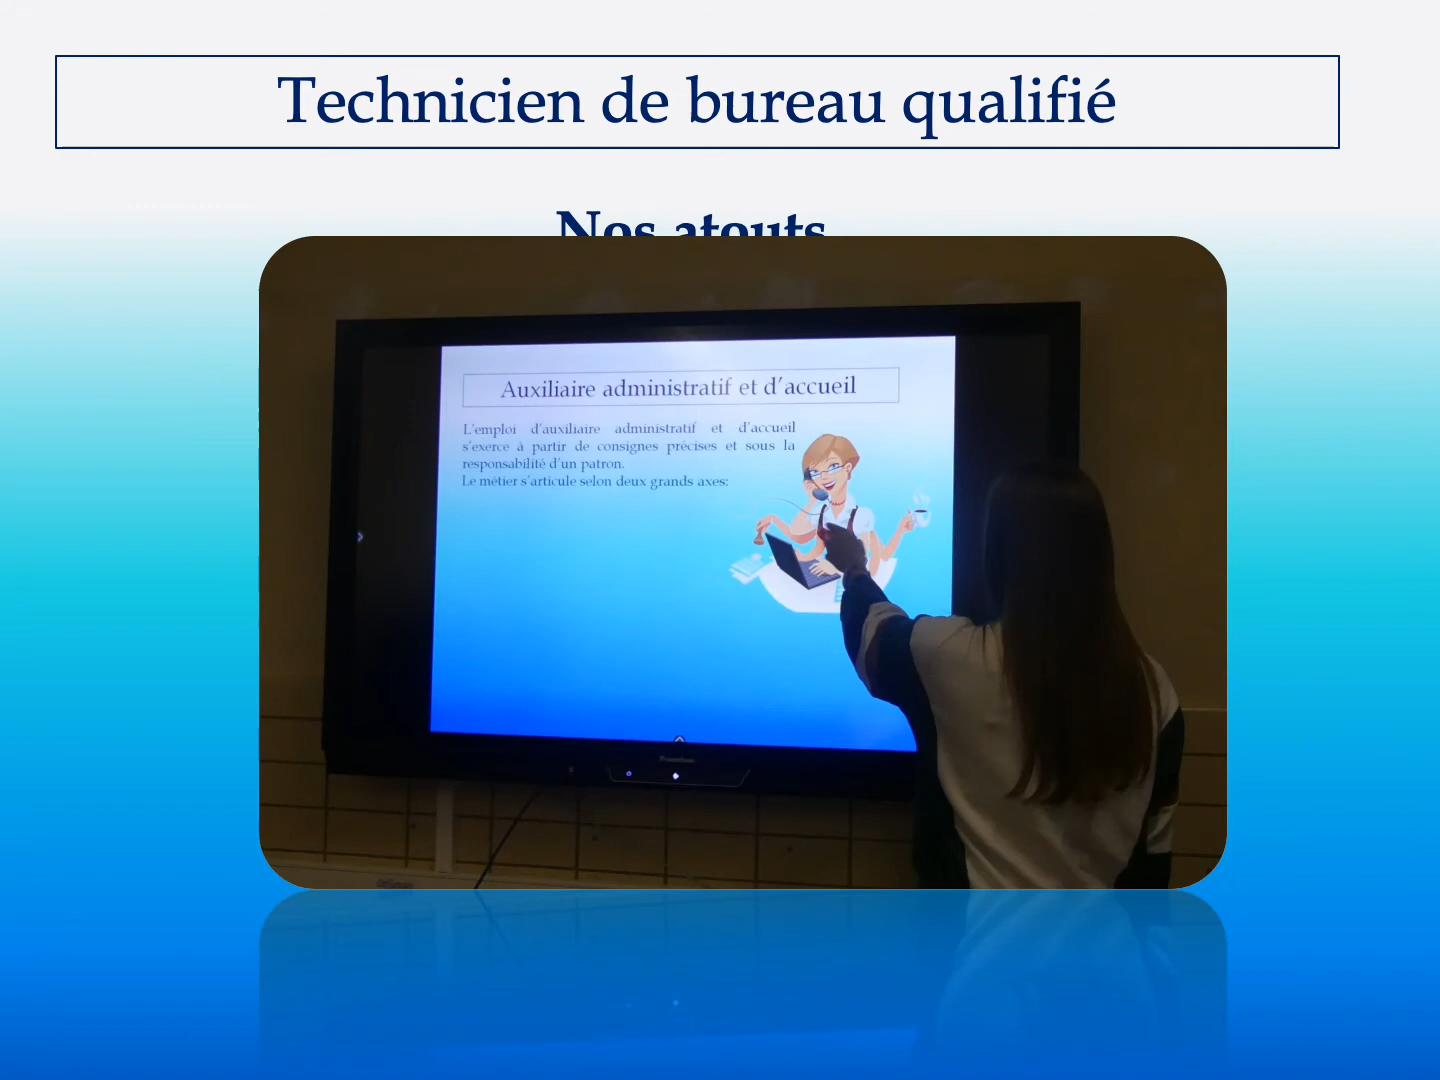 Technicien de bureau qualifié
Nos atouts
Auxiliaire administratif et d'accueil
L'emploi d'auxiliaire administratif et d'accueil
s'exerce à partir de consignes précises et sous la
responsabilité d'un patron.
Le métier s'articule selon deux grands axes: